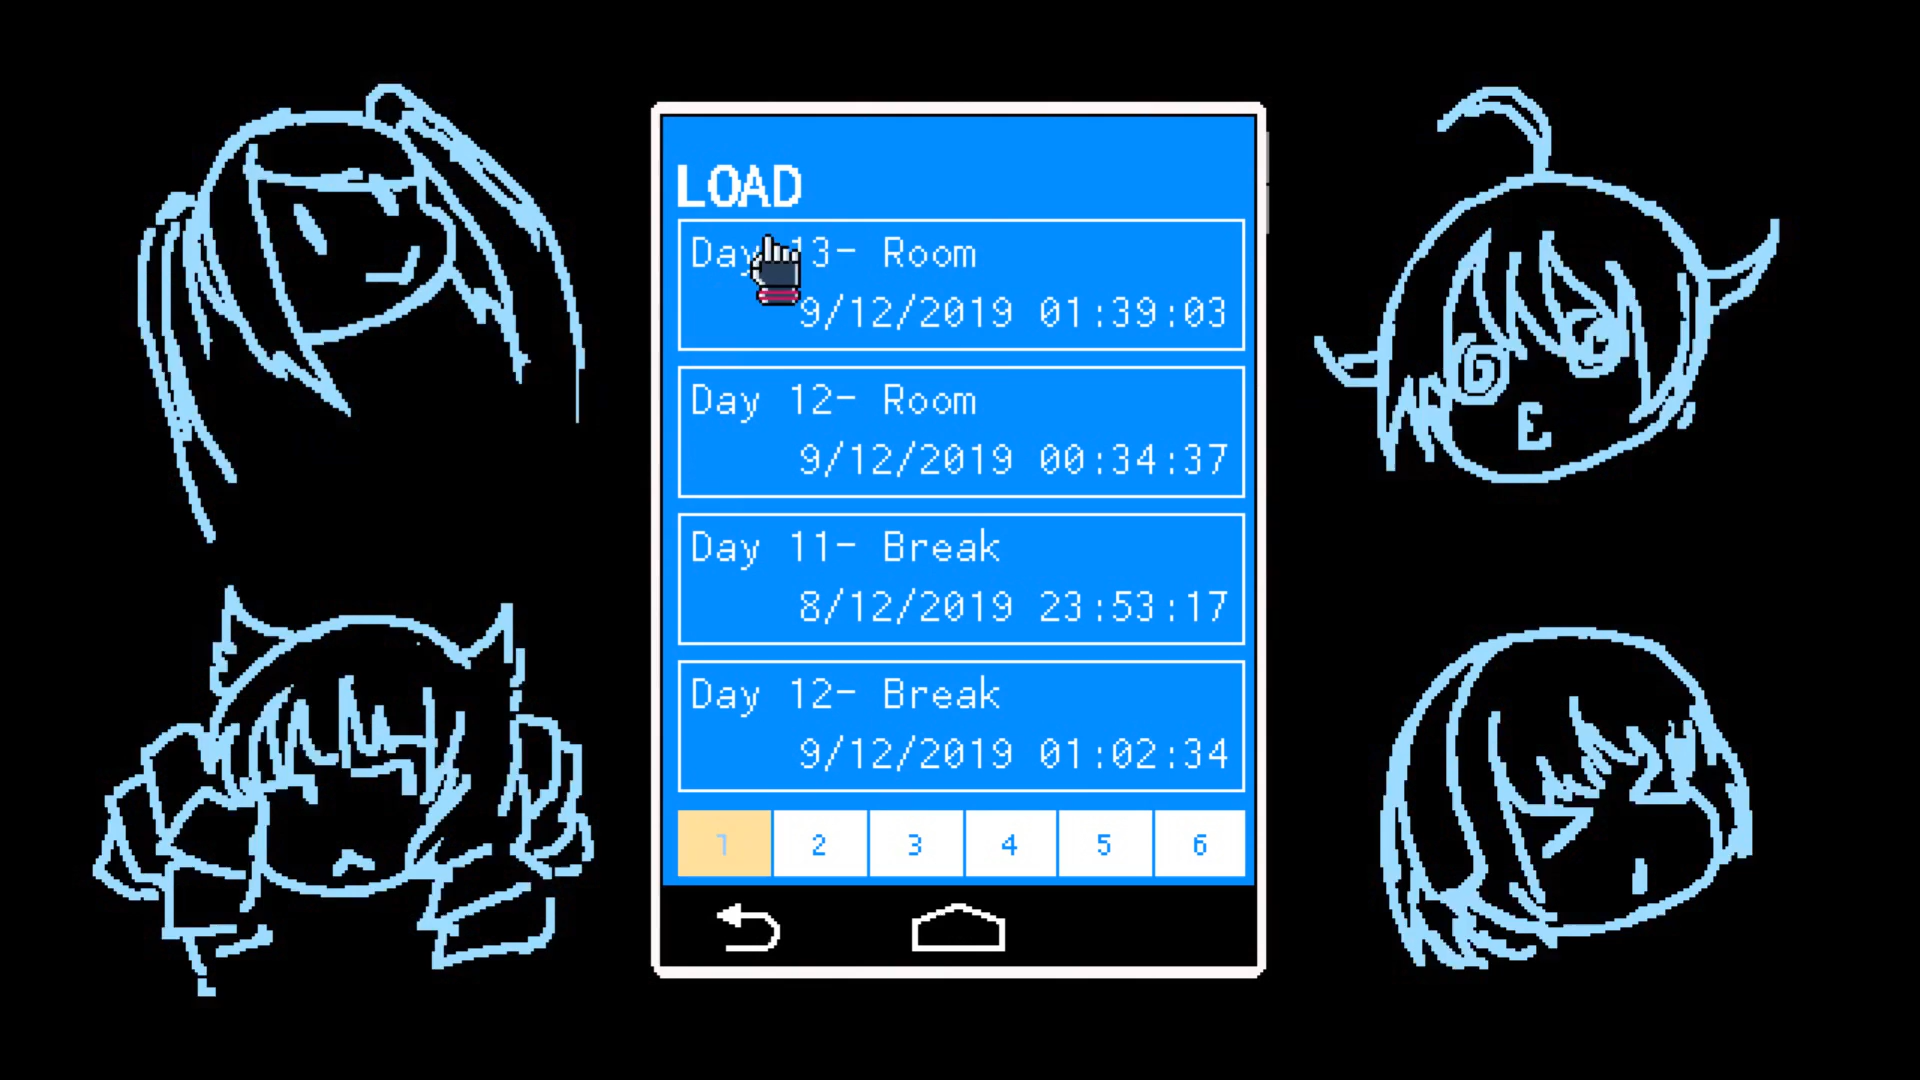 LOAD
Day 13- Room
9/12/2019 01:39:03
Day 12- Room
9/12/2019 00:34:37
Day 11- Break
8/12/2019 23:53:17
Day 12- Break
9/12/2019 01:02:34
1 2 3 4 5 6